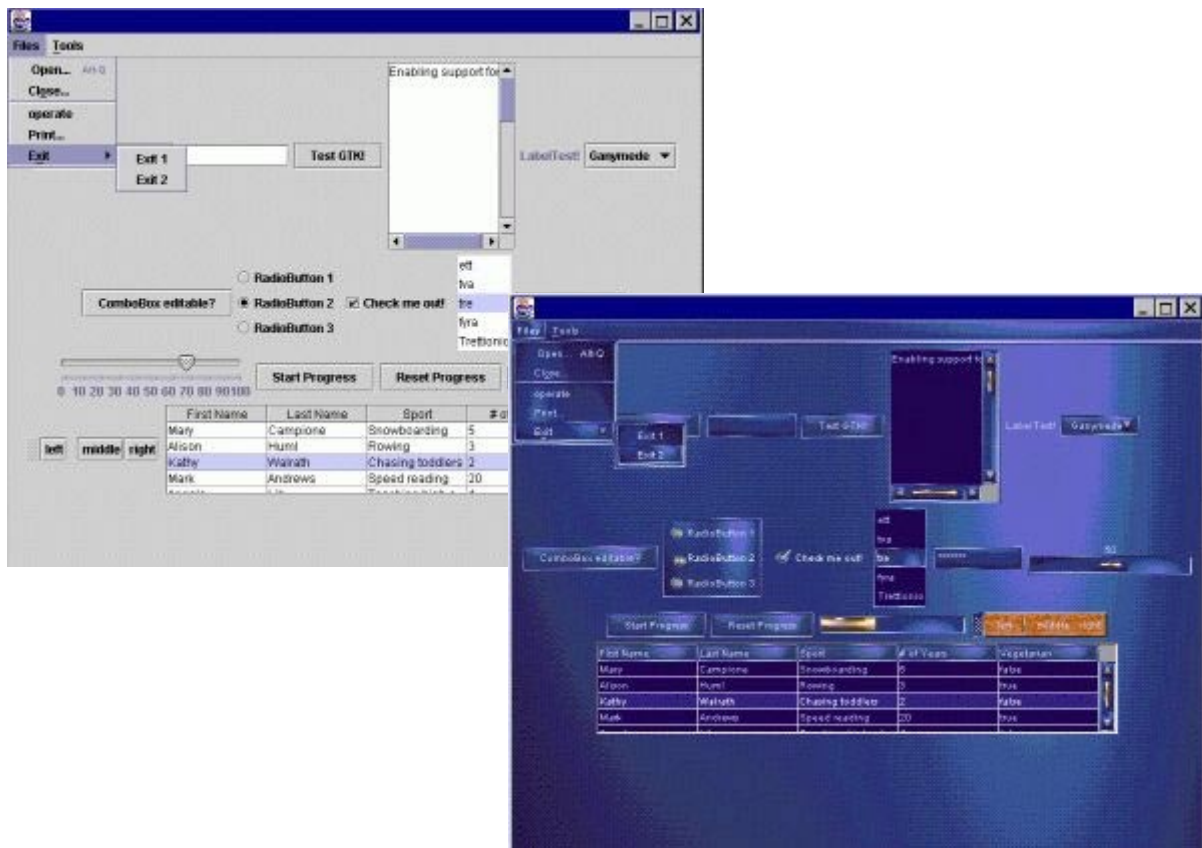 Files Tools
Open... Alt-Q
Close...
operate
Print...
Exit
Exit 1
Exit 2
Test GTK!
Enabling support for
LabelTest!
Ganymede
ComboBox editable?
RadioButton 1
RadioButton 2
RadioButton 3
Check me out!
ett
tva
tre
fyra
Trettionio
0 10 20 30 40 50 60 70 80 90 100
Start Progress
Reset Progress
left middle right
First Name Last Name Sport # of
Mary Campione Snowboarding 5
Alison Huml Rowing 3
Kathy Walrath Chasing toddlers 2
Mark Andrews Speed reading 20
Files Tools
Open... Alt-Q
Close...
operate
Print...
Exit
Exit 1
Exit 2
Test GTK!
Enabling support fo
LabelTest!
Ganymede
ComboBox editable?
RadioButton 1
RadioButton 2
RadioButton 3
Check me out!
ett
tva
tre
fyra
Trettionio
50
Start Progress
Reset Progress
middle right
First Name Last Name Sport # of Years Vegetarian
Mary Campione Snowboarding 5 false
Alison Huml Rowing 3 true
Kathy Walrath Chasing toddlers 2 false
Mark Andrews Speed reading 20 true